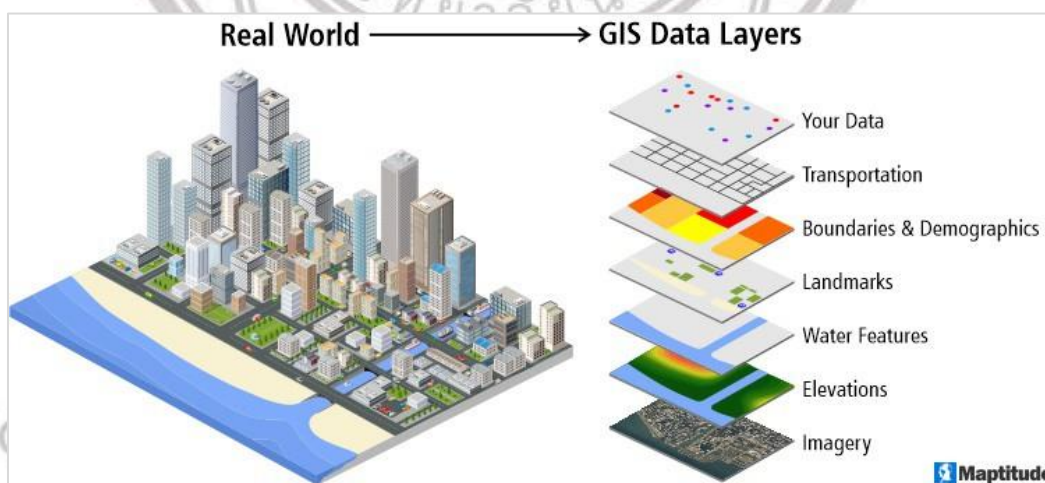 Real World
GIS Data Layers
Your Data
Transportation
Boundaries & Demographics
Landmarks
Water Features
Elevations
Imagery
Maptitude